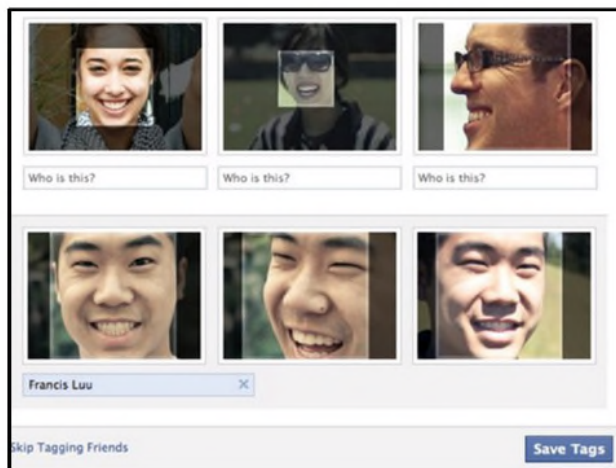 Who is this?
Who is this?
Who is this?
Francis Luu
Skip Tagging Friends
Save Tags